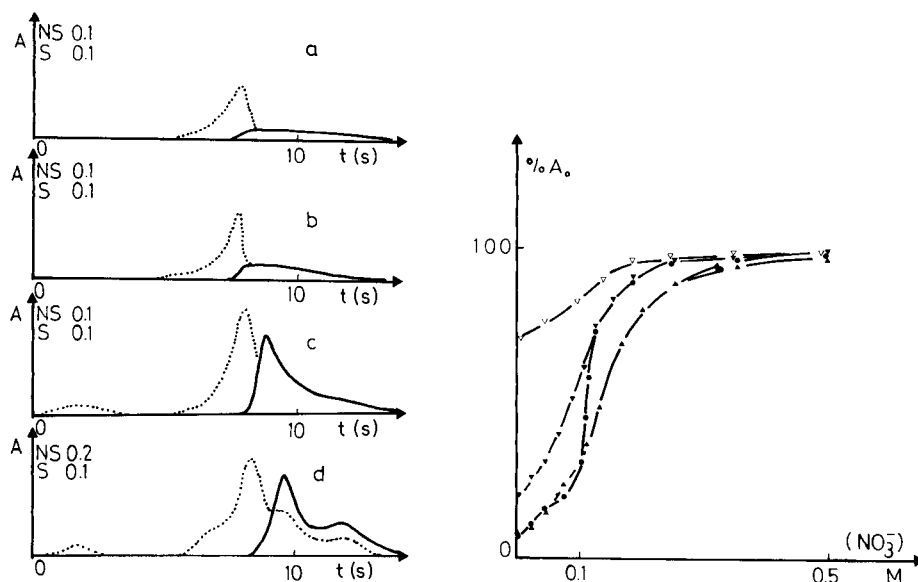 A
NS 0.1
S 0.1
a
0
10
t (s)
A
NS 0.1
S 0.1
b
0
10
t (s)
A
NS 0.1
S 0.1
c
0
10
t (s)
A
NS 0.2
S 0.1
d
0
10
t (s)
% A₀
100
0
0.1
(NO₃⁻)
0.5
M